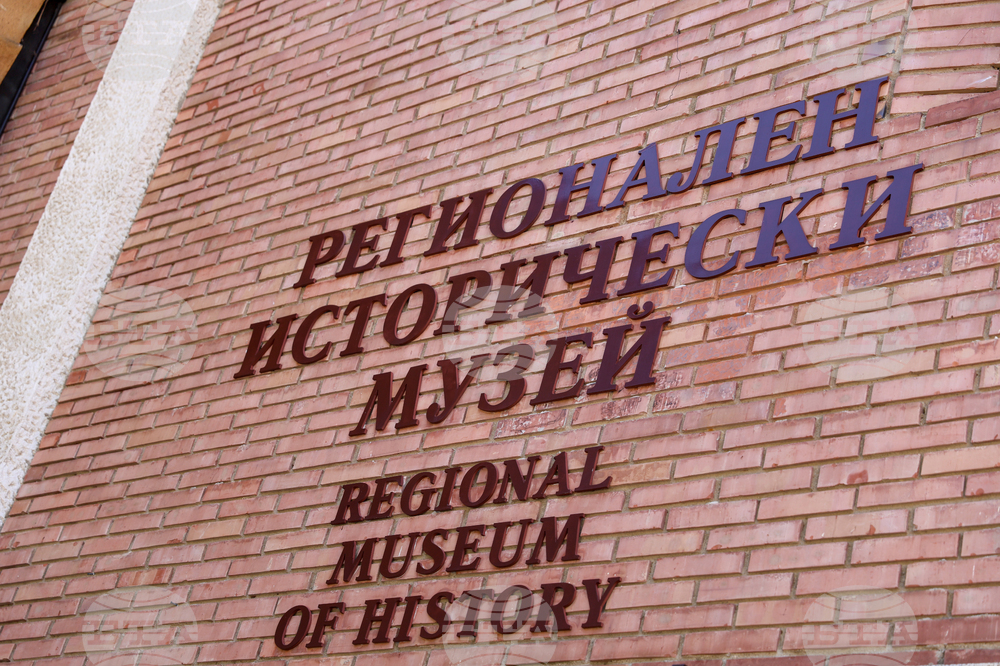 РЕГИОНАЛЕН
ИСТОРИЧЕСКИ
МУЗЕЙ
REGIONAL
MUSEUM
OF HISTORY